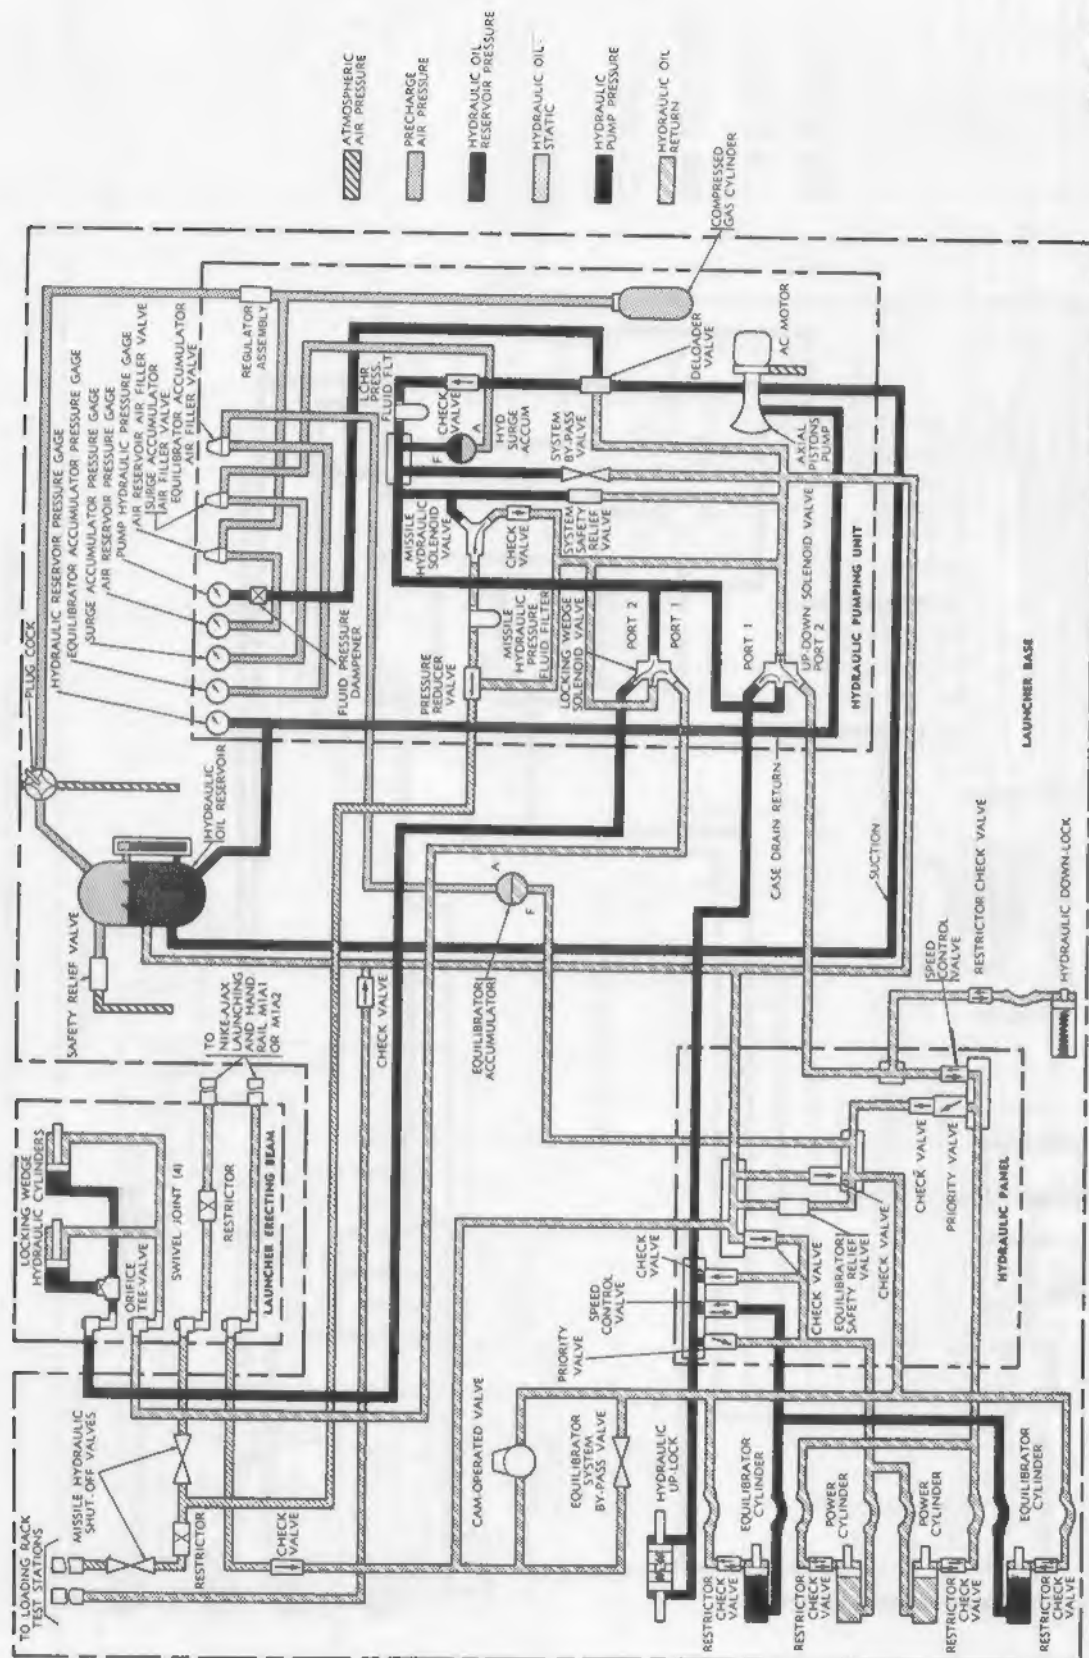 ATMOSPHERIC
AIR PRESSURE
PRECHARGE
AIR PRESSURE
HYDRAULIC OIL
RESERVOIR PRESSURE
HYDRAULIC OIL-
STATIC
HYDRAULIC
PUMP PRESSURE
HYDRAULIC OIL
RETURN
PLUG COCK
HYDRAULIC RESERVOIR PRESSURE GAGE
EQUILIBRATOR ACCUMULATOR PRESSURE GAGE
SURGE ACCUMULATOR PRESSURE GAGE
AIR RESERVOIR PRESSURE GAGE
PUMP HYDRAULIC PRESSURE GAGE
AIR RESERVOIR AIR FILLER VALVE
SURGE ACCUMULATOR
AIR FILLER VALVE
EQUILIBRATOR ACCUMULATOR
AIR FILLER VALVE
REGULATOR
ASSEMBLY
COMPRESSED
GAS CYLINDER
LCHR PRESS.
FLUID FLT
CHECK
VALVE
F
A
HYD
SURGE
ACCUM
SYSTEM
BY-PASS
VALVE
DELOADER
VALVE
AC MOTOR
AXIAL
PISTONS
PUMP
FLUID PRESSURE
DAMPENER
MISSILE
HYDRAULIC
SOLENOID
VALVE
CHECK
VALVE
SYSTEM
SAFETY
RELIEF
VALVE
PRESSURE
REDUCER
VALVE
MISSILE
HYDRAULIC
PRESSURE
FLUID FILTER
LOCKING WEDGE
SOLENOID VALVE
PORT 2
PORT 1
PORT 1
UP-DOWN SOLENOID VALVE
PORT 2
HYDRAULIC PUMPING UNIT
CASE DRAIN RETURN
LAUNCHER BASE
SAFETY RELIEF VALVE
HYDRAULIC
OIL RESERVOIR
TO
NIKE-AJAX
LAUNCHING
AND HAND
RAIL M1A1
OR M1A2
CHECK VALVE
EQUILIBRATOR
ACCUMULATOR
A
F
SUCTION
SPEED
CONTROL
VALVE
RESTRICTOR CHECK VALVE
HYDRAULIC DOWN-LOCK
LOCKING WEDGE
HYDRAULIC CYLINDERS
ORIFICE
TEE-VALVE
SWIVEL JOINT (4)
RESTRICTOR
LAUNCHER ERECTING BEAM
PRIORITY
VALVE
SPEED
CONTROL
VALVE
CHECK
VALVE
CHECK VALVE
EQUILIBRATOR
SAFETY RELIEF
VALVE
CHECK VALVE
CHECK VALVE
PRIORITY VALVE
HYDRAULIC PANEL
TO LOADING RACK
TEST STATIONS
MISSILE HYDRAULIC
SHUT-OFF VALVES
RESTRICTOR
CHECK
VALVE
CAM-OPERATED VALVE
EQUILIBRATOR
SYSTEM
BY-PASS VALVE
HYDRAULIC
UP-LOCK
RESTRICTOR
CHECK
VALVE
EQUILIBRATOR
CYLINDER
RESTRICTOR
CHECK
VALVE
POWER
CYLINDER
POWER
CYLINDER
RESTRICTOR
CHECK
VALVE
EQUILIBRATOR
CYLINDER
RESTRICTOR
CHECK
VALVE